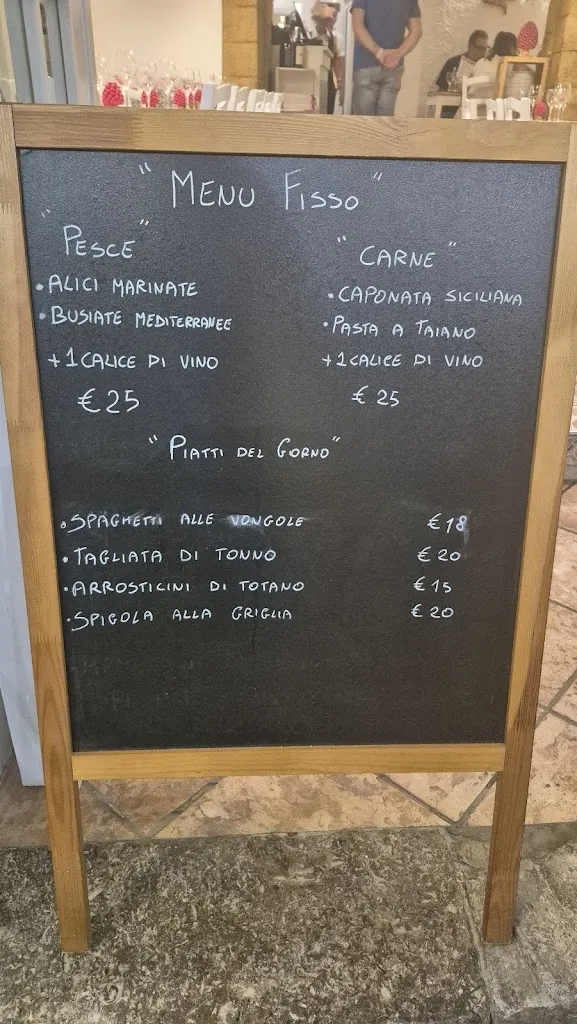 "MENU FISSO"
"PESCE"
• ALICI MARINATE
• BUSIATE MEDITERRANEE
+1 CALICE DI VINO
€25
"CARNE"
• CAPONATA SICILIANA
• PASTA A TAIANO
+1 CALICE DI VINO
€ 25
"PIATTI DEL GORNO"
• SPAGHETTI ALLE VONGOLE € 18
• TAGLIATA DI TONNO € 20
• ARROSTICINI DI TOTANO € 15
• SPIGOLA ALLA GRIGLIA € 20